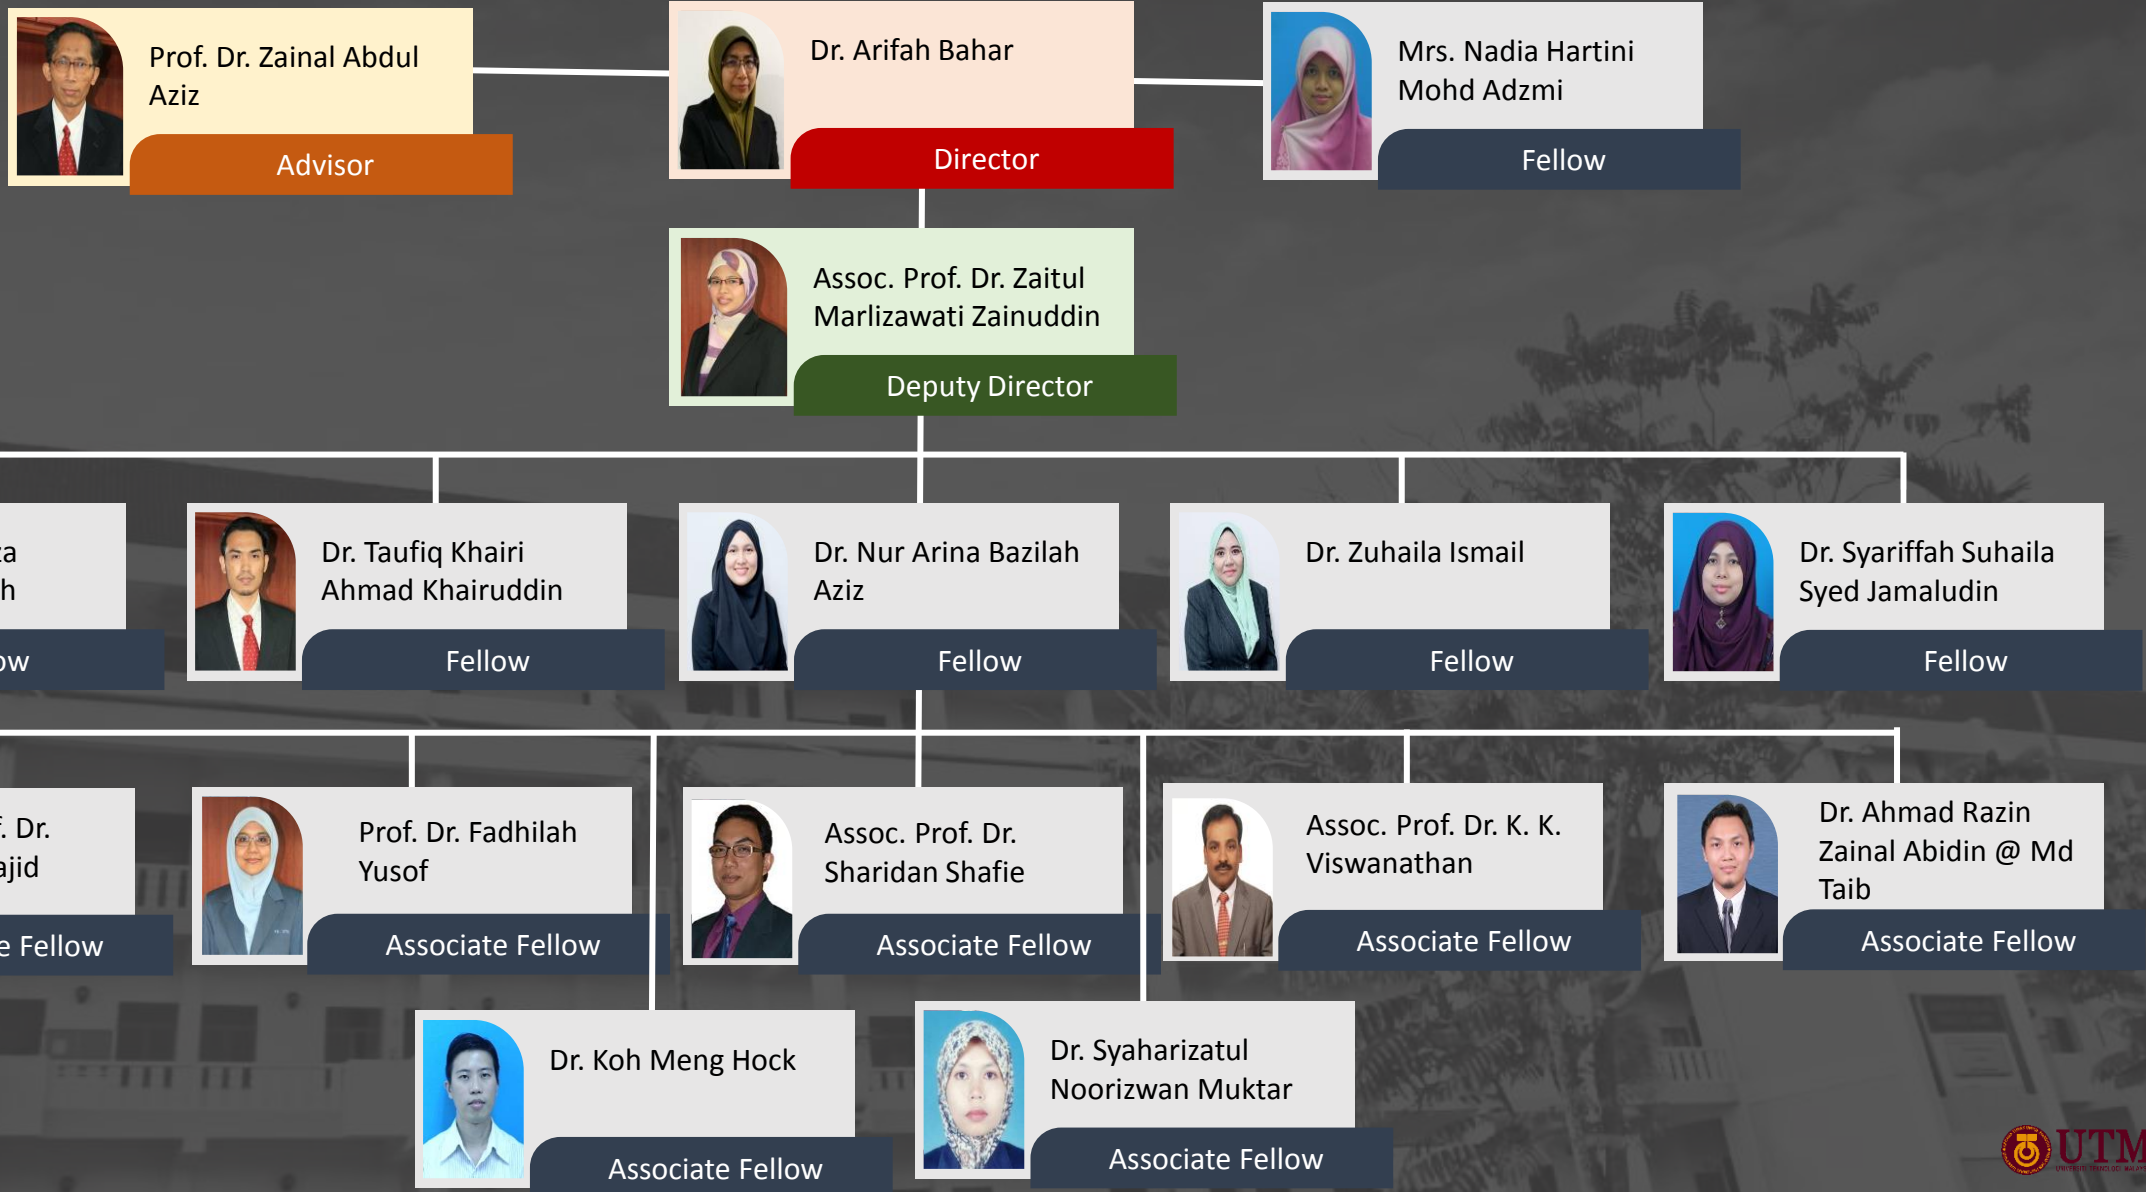 Prof. Dr. Zainal Abdul
Aziz
Advisor
Dr. Arifah Bahar
Director
Mrs. Nadia Hartini
Mohd Adzmi
Fellow
Assoc. Prof. Dr. Zaitul
Marlizawati Zainuddin
Deputy Director
Dr. Taufiq Khairi
Ahmad Khairuddin
Fellow
Dr. Nur Arina Bazilah
Aziz
Fellow
Dr. Zuhaila Ismail
Fellow
Dr. Syariffah Suhaila
Syed Jamaludin
Fellow
Dr.
Fellow
Prof. Dr. Fadhilah
Yusof
Associate Fellow
Assoc. Prof. Dr.
Sharidan Shafie
Associate Fellow
Assoc. Prof. Dr. K. K.
Viswanathan
Associate Fellow
Dr. Ahmad Razin
Zainal Abidin @ Md
Taib
Associate Fellow
Dr. Koh Meng Hock
Associate Fellow
Dr. Syaharizatul
Noorizwan Muktar
Associate Fellow
UTM